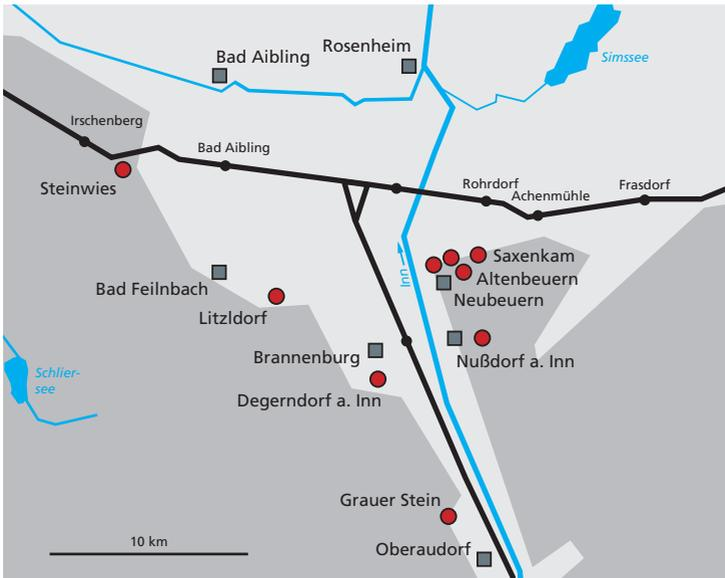 Rosenheim
Bad Aibling
Simssee
Irschenberg
Bad Aibling
Steinwies
Rohrdorf
Achenmühle
Frasdorf
Saxenkam
Altenbeuern
Inn
Neubeuern
Bad Feilnbach
Litzldorf
Brannenburg
Nußdorf a. Inn
Schlier-
see
Degerndorf a. Inn
Grauer Stein
10 km
Oberaudorf